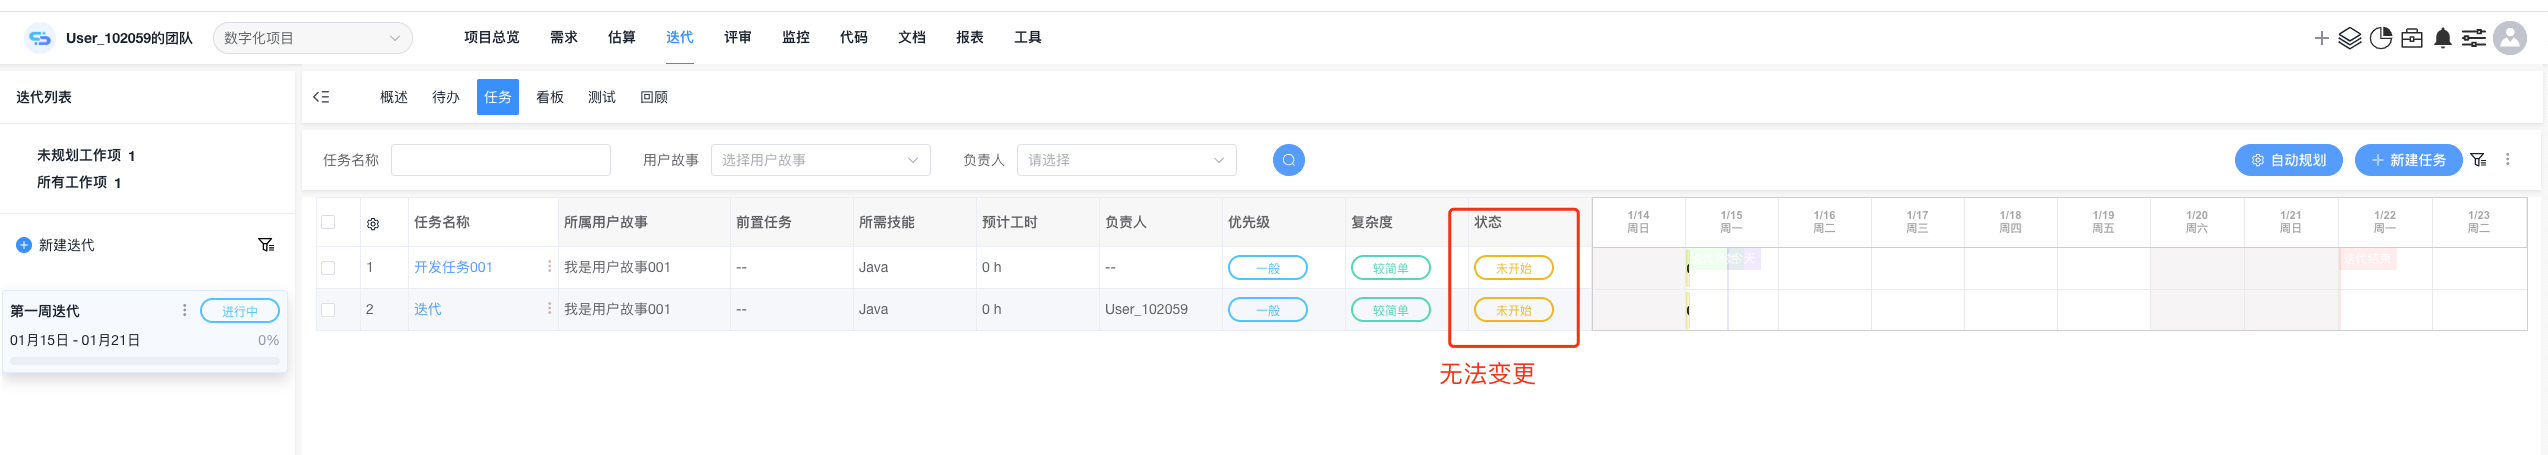 User_102059的团队 数字化项目 项目总览 需求 估算 迭代 评审 监控 代码 文档 报表 工具
迭代列表 概述 待办 任务 看板 测试 回顾
未规划工作项 1
所有工作项 1
任务名称 用户故事 选择用户故事 负责人 请选择 自动规划 新建任务
新建迭代
第一周迭代 进行中
01月15日 - 01月21日 0%
任务名称 所属用户故事 前置任务 所需技能 预计工时 负责人 优先级 复杂度 状态
1/14 1/15 1/16 1/17 1/18 1/19 1/20 1/21 1/22 1/23
周日 周一 周二 周三 周四 周五 周六 周日 周一 周二
1 开发任务001 我是用户故事001 -- Java 0 h -- 一般 较简单 未开始 迭代结束
2 迭代 我是用户故事001 -- Java 0 h User_102059 一般 较简单 未开始
无法变更